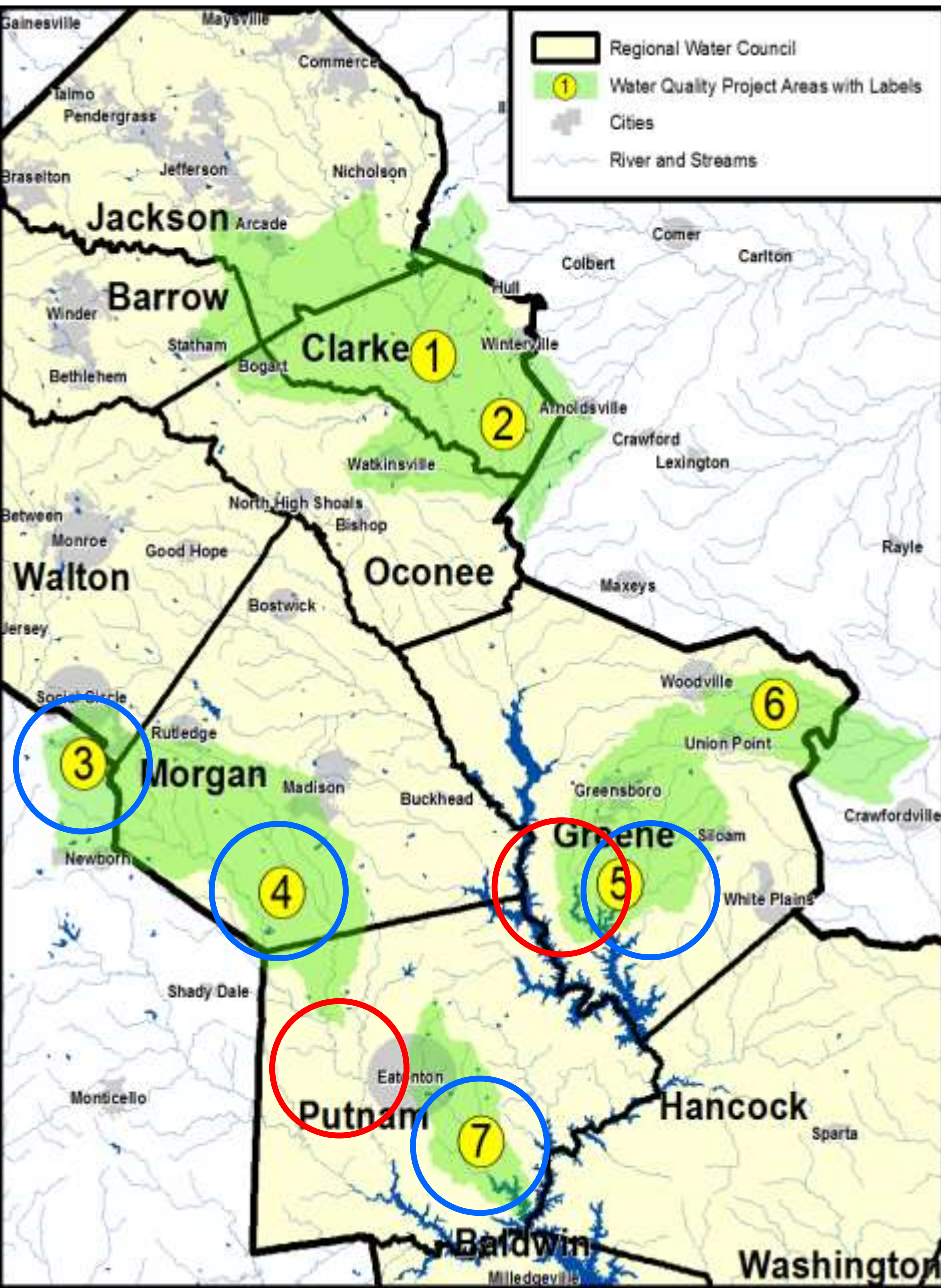 Gainesville
Maysville
Commerce
Talmo
Pendergrass
Braselton
Jefferson
Nicholson
Jackson
Arcade
Regional Water Council
1
Water Quality Project Areas with Labels
Cities
River and Streams
Comer
Colbert
Carlton
Hull
Barrow
Winder
Statham
Clarke
1
Winterville
Bethlehem
Bogart
2
Arnoldsville
Crawford
Lexington
Watkinsville
North High Shoals
Bishop
Between
Monroe
Good Hope
Rayle
Walton
Oconee
Maxeys
Bostwick
Jersey
Social Circle
Woodville
6
Rutledge
Union Point
3
Morgan
Madison
Buckhead
Greensboro
Crawfordville
Greene
Siloam
Newborn
4
5
White Plains
Shady Dale
Eatonton
Monticello
Putnam
Hancock
Sparta
7
Baldwin
Washington
Milledgeville